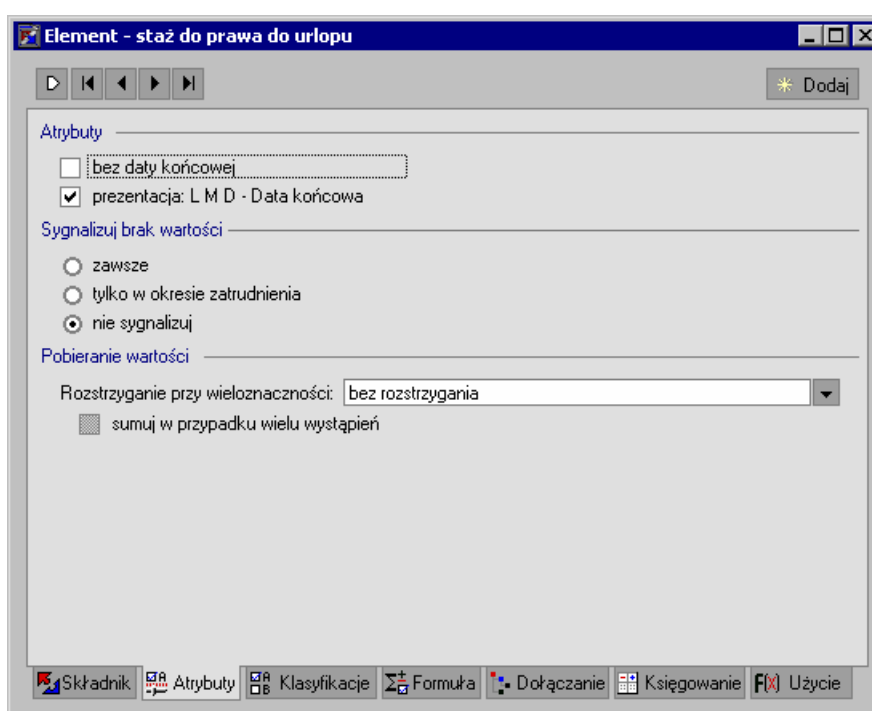 Element - staż do prawa do urlopu
Dodaj
Atrybuty
bez daty końcowej
prezentacja: L M D - Data końcowa
Sygnalizuj brak wartości
zawsze
tylko w okresie zatrudnienia
nie sygnalizuj
Pobieranie wartości
Rozstrzyganie przy wieloznaczności: bez rozstrzygania
sumuj w przypadku wielu wystąpień
Składnik Atrybuty Klasyfikacje Formuła Dołączanie Księgowanie F(X) Użycie